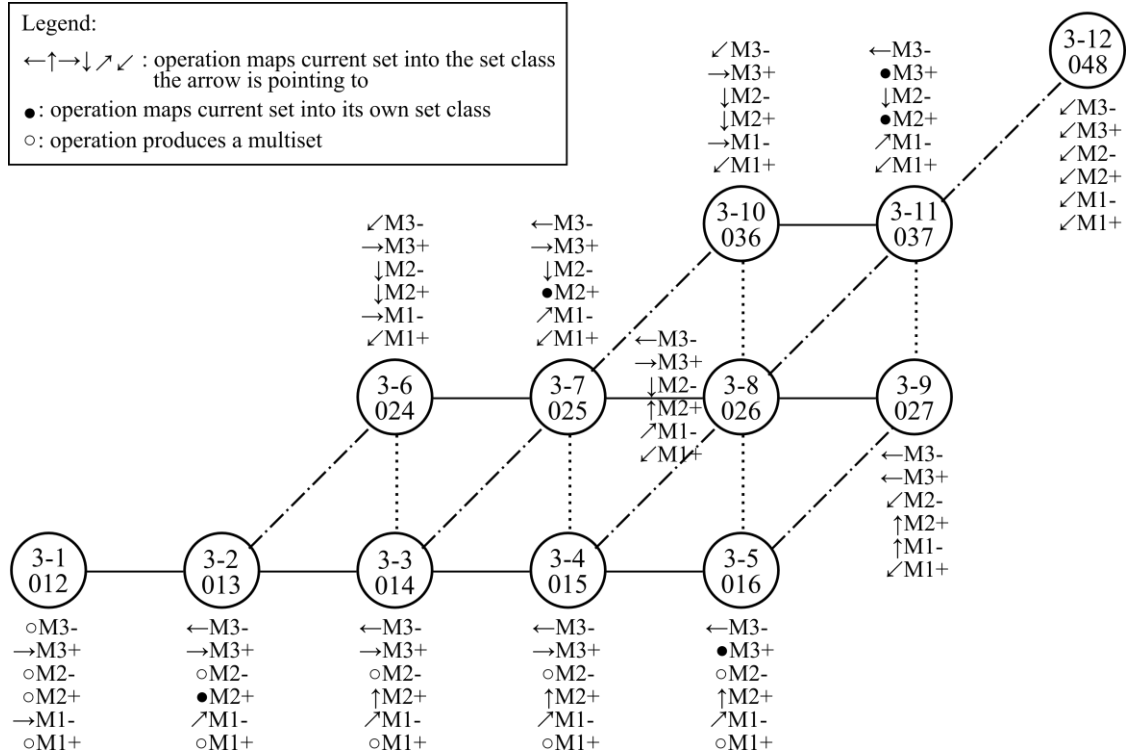 Legend:
←↑→↓↗↙ : operation maps current set into the set class
the arrow is pointing to
●: operation maps current set into its own set class
○: operation produces a multiset
3-12
048
↙M3-
↙M3+
↙M2-
↙M2+
↙M1-
↙M1+
↙M3-
→M3+
↓M2-
↓M2+
→M1-
↙M1+
3-10
036
←M3-
●M3+
↓M2-
●M2+
↗M1-
↙M1+
3-11
037
↙M3-
→M3+
↓M2-
↓M2+
→M1-
↙M1+
3-6
024
←M3-
→M3+
↓M2-
●M2+
↗M1-
↙M1+
3-7
025
←M3-
→M3+
↓M2-
↑M2+
↗M1-
↙M1+
3-8
026
3-9
027
←M3-
←M3+
↙M2-
↑M2+
↑M1-
↙M1+
3-1
012
○M3-
→M3+
○M2-
○M2+
→M1-
○M1+
3-2
013
←M3-
→M3+
○M2-
●M2+
↗M1-
○M1+
3-3
014
←M3-
→M3+
○M2-
↑M2+
↗M1-
○M1+
3-4
015
←M3-
→M3+
○M2-
↑M2+
↗M1-
○M1+
3-5
016
←M3-
●M3+
○M2-
↑M2+
↗M1-
○M1+